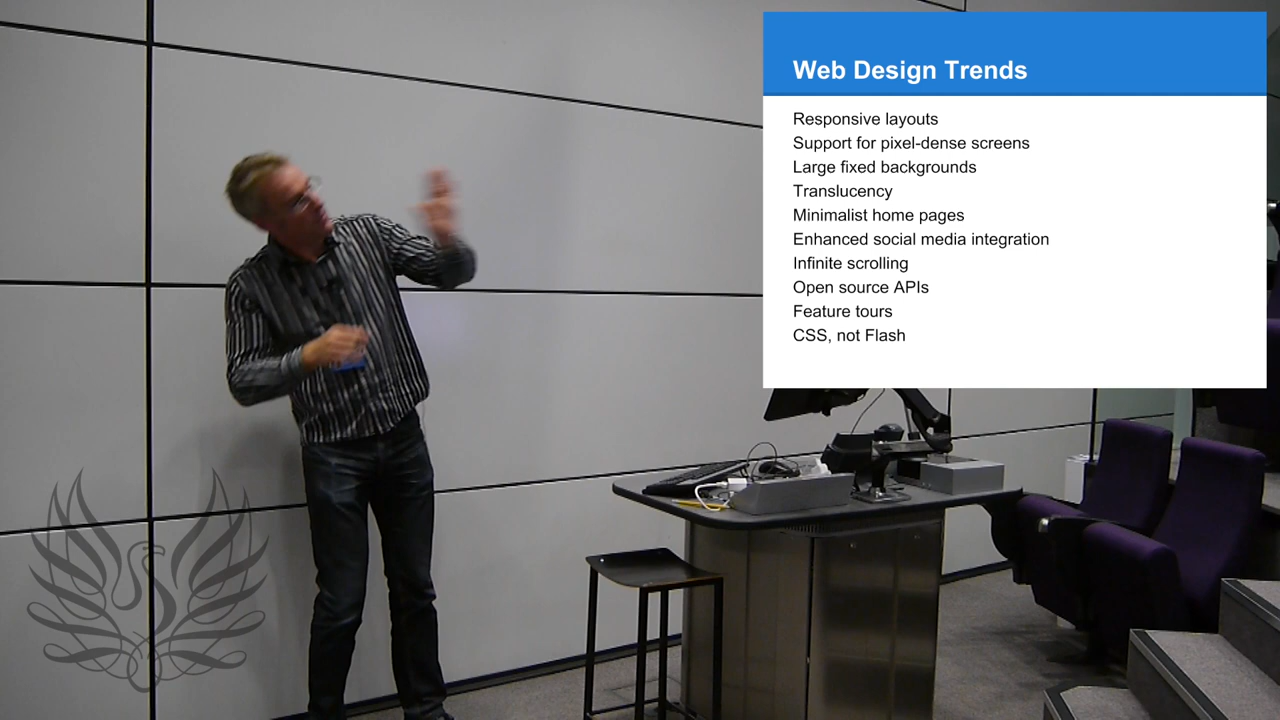 Web Design Trends
Responsive layouts
Support for pixel-dense screens
Large fixed backgrounds
Translucency
Minimalist home pages
Enhanced social media integration
Infinite scrolling
Open source APIs
Feature tours
CSS, not Flash